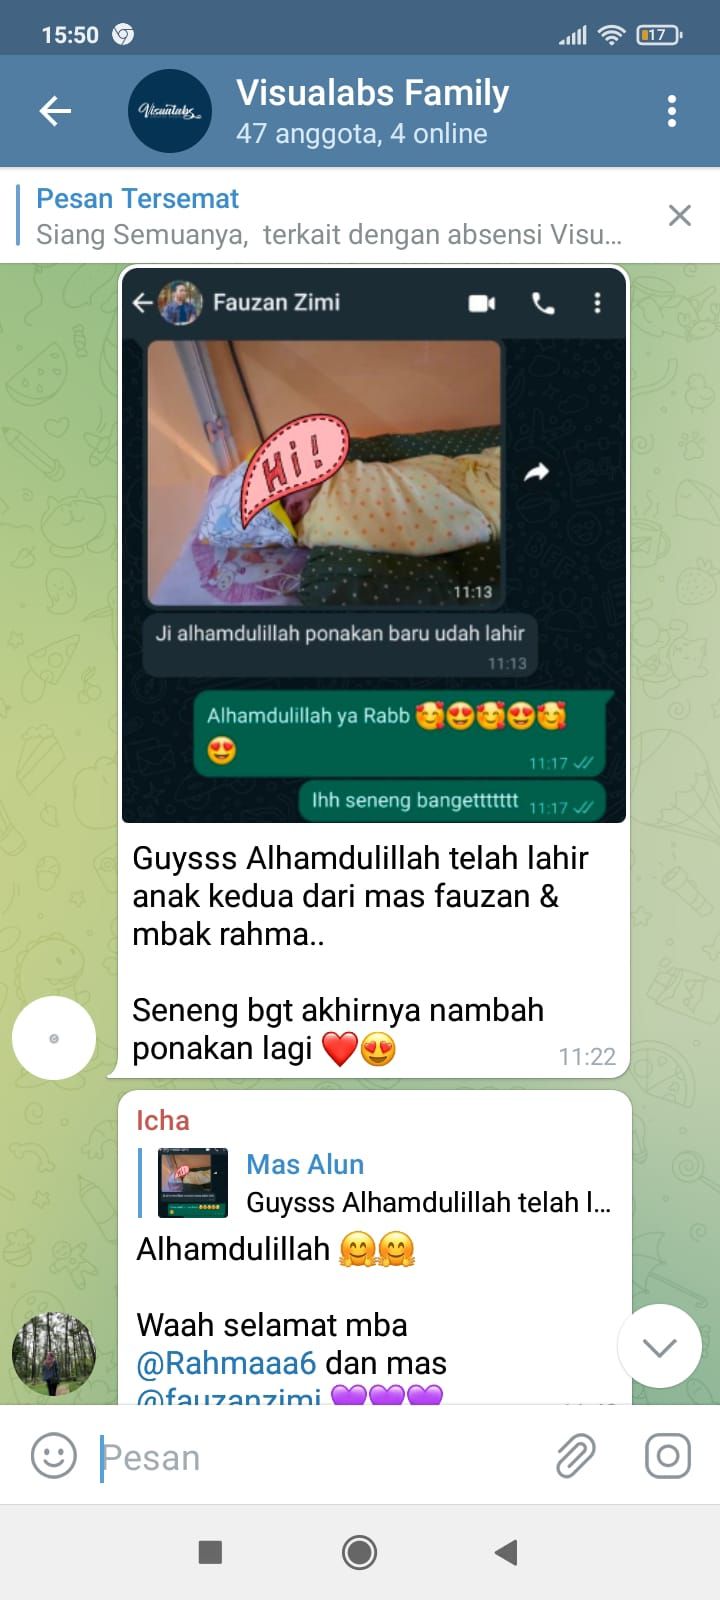 15:50
17
Visualabs
Visualabs Family
47 anggota, 4 online
Pesan Tersemat
Siang Semuanya,  terkait dengan absensi Visu...
Fauzan Zimi
Hi!
11:13
Ji alhamdulillah ponakan baru udah lahir
11:13
Alhamdulillah ya Rabb 🥰😍🥰😍🥰
😍
11:17
Ihh seneng bangettttttt 11:17
Guysss Alhamdulillah telah lahir
anak kedua dari mas fauzan &
mbak rahma..
Seneng bgt akhirnya nambah
ponakan lagi ❤️😍 11:22
Icha
Mas Alun
Guysss Alhamdulillah telah l...
Alhamdulillah 🤗🤗
Waah selamat mba
@Rahmaaa6 dan mas
@fauzanzimi 💜💜💜
Pesan